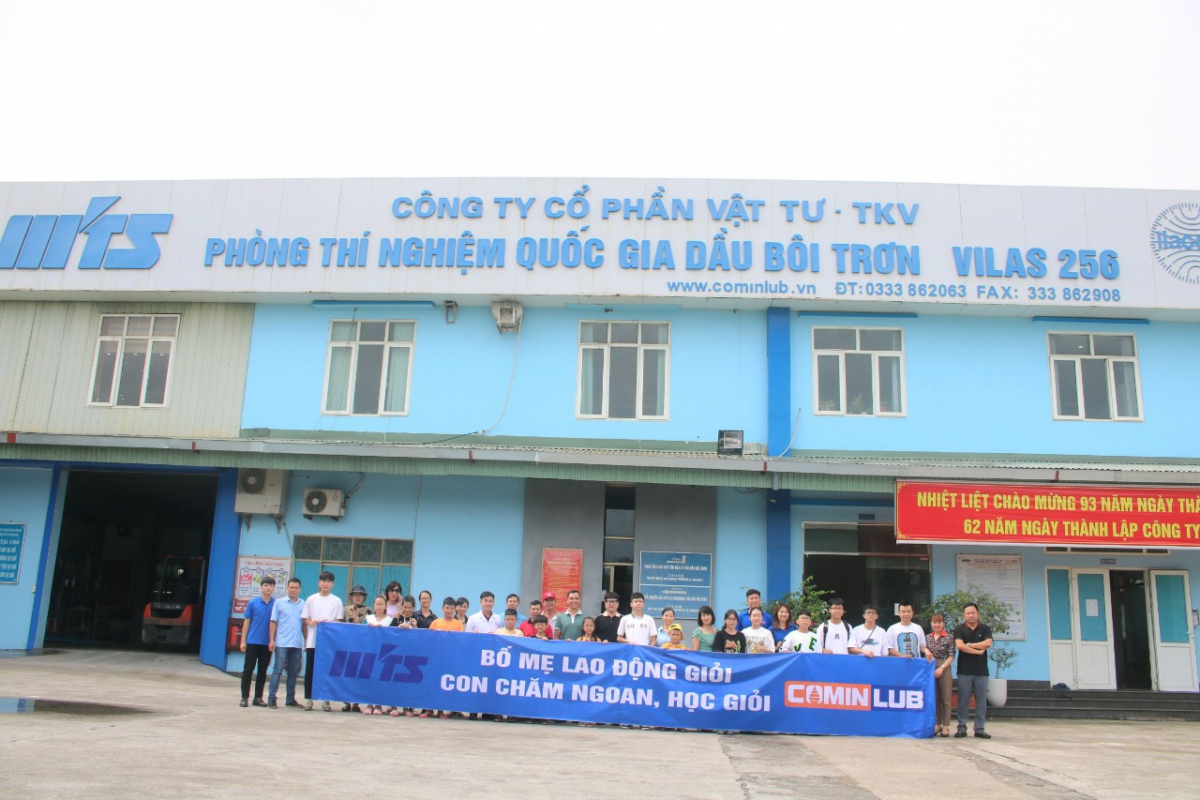 MTS
CÔNG TY CỔ PHẦN VẬT TƯ - TKV
PHÒNG THÍ NGHIỆM QUỐC GIA DẦU BÔI TRƠN VILAS 256
www.cominlub.vn ĐT: 0333 862063 FAX: 333 862908
NHIỆT LIỆT CHÀO MỪNG 93 NĂM NGÀY
62 NĂM NGÀY THÀNH LẬP CÔNG TY
MTS
BỐ MẸ LAO ĐỘNG GIỎI
CON CHĂM NGOAN, HỌC GIỎI
COMIN LUB